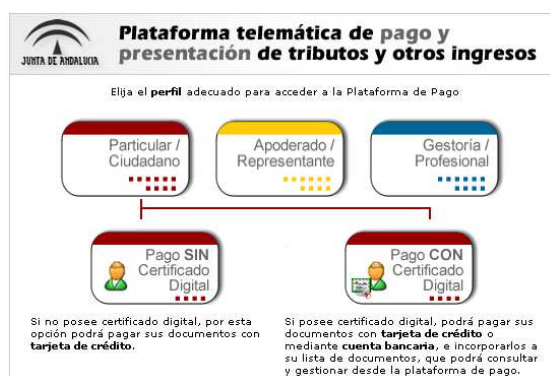 JUNTA DE ANDALUCIA
Plataforma telemática de pago y
presentación de tributos y otros ingresos
Elija el perfil adecuado para acceder a la Plataforma de Pago
Particular /
Ciudadano
Apoderado /
Representante
Gestoría /
Profesional
Pago SIN
Certificado
Digital
Pago CON
Certificado
Digital
Si no posee certificado digital, por esta
opción podrá pagar sus documentos con
tarjeta de crédito.
Si posee certificado digital, podrá pagar sus
documentos con tarjeta de crédito o
mediante cuenta bancaria, e incorporarlos a
su lista de documentos, que podrá consultar
y gestionar desde la plataforma de pago.